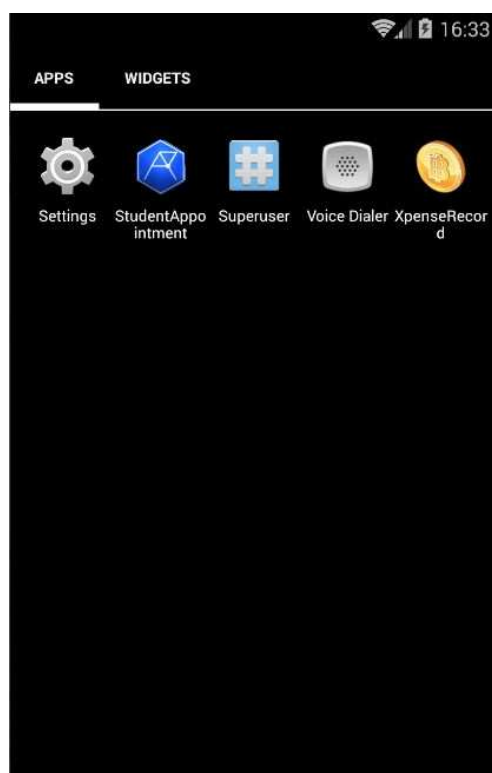 16:33
APPS WIDGETS
Settings StudentAppo Superuser Voice Dialer XpenseRecor
intment d